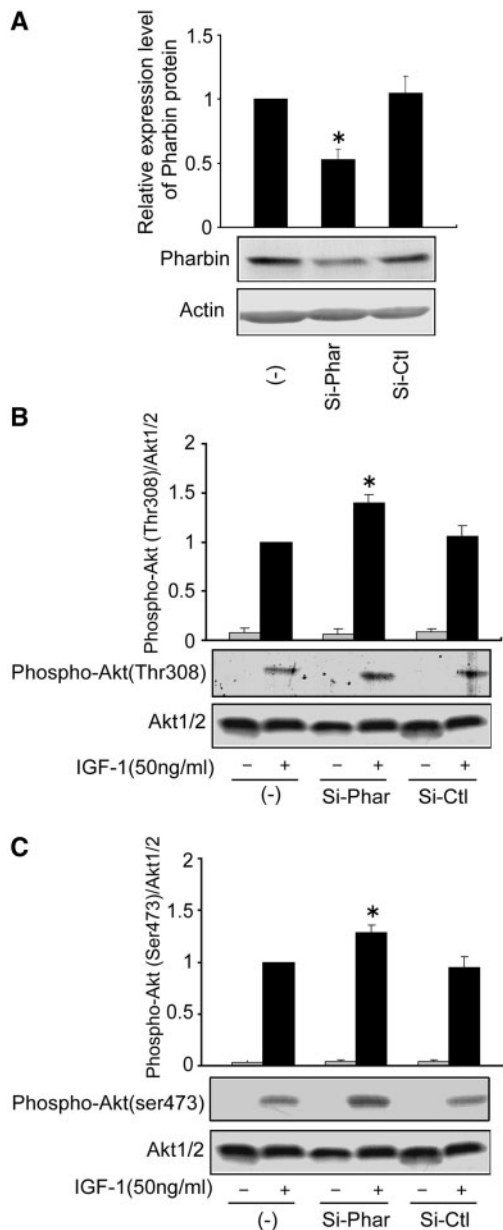 A
Relative expression level
of Pharbin protein
1.5
1
0.5
0
*
Pharbin
Actin
(-)
Si-Phar
Si-Ctl
B
Phospho-Akt (Thr308)/Akt1/2
2
1.5
1
0.5
0
*
Phospho-Akt(Thr308)
Akt1/2
IGF-1(50ng/ml) – + – + – +
(-) Si-Phar Si-Ctl
C
Phospho-Akt (Ser473)/Akt1/2
2
1.5
1
0.5
0
*
Phospho-Akt(ser473)
Akt1/2
IGF-1(50ng/ml) – + – + – +
(-) Si-Phar Si-Ctl